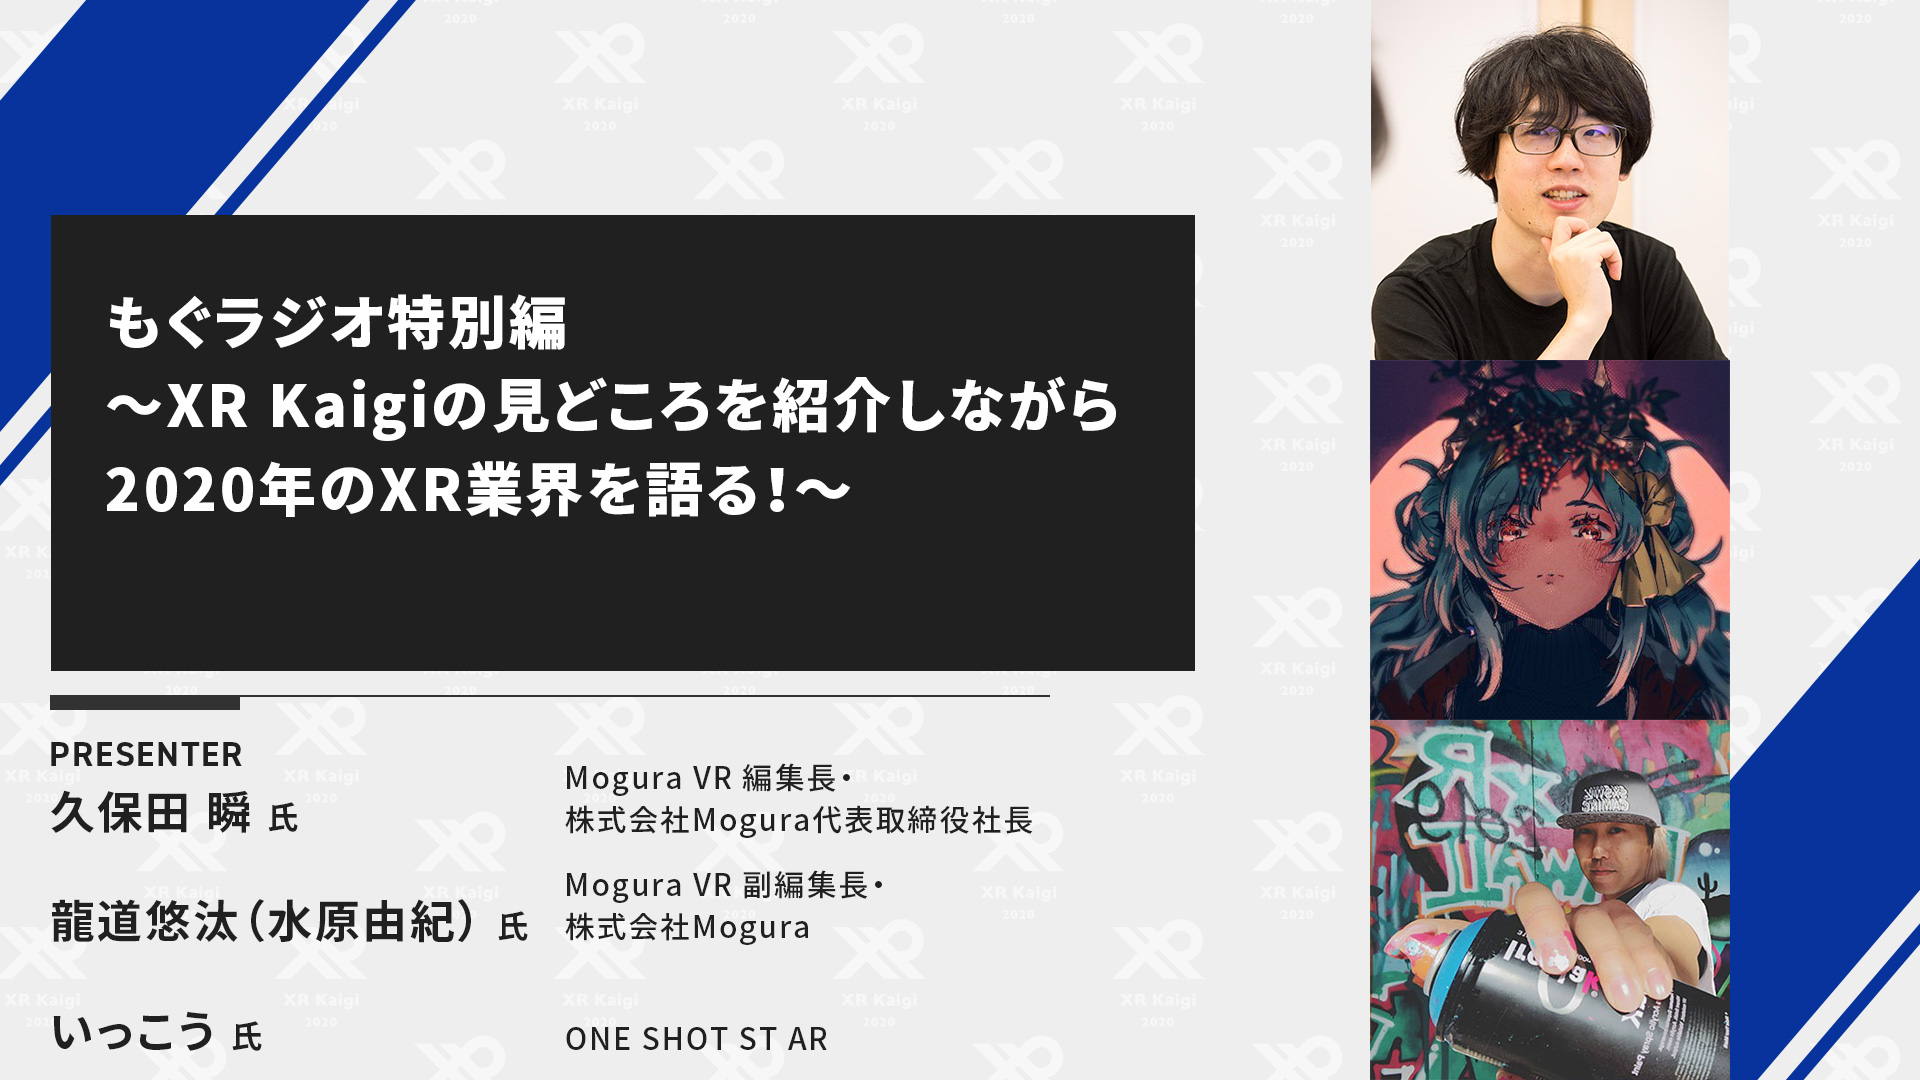 もぐラジオ特別編
～XR Kaigiの見どころを紹介しながら
2020年のXR業界を語る！～
PRESENTER
久保田 瞬 氏
Mogura VR 編集長・
株式会社Mogura代表取締役社長
龍道悠汰（水原由紀） 氏
Mogura VR 副編集長・
株式会社Mogura
いっこう 氏
ONE SHOT ST AR
XR Kaigi
2020